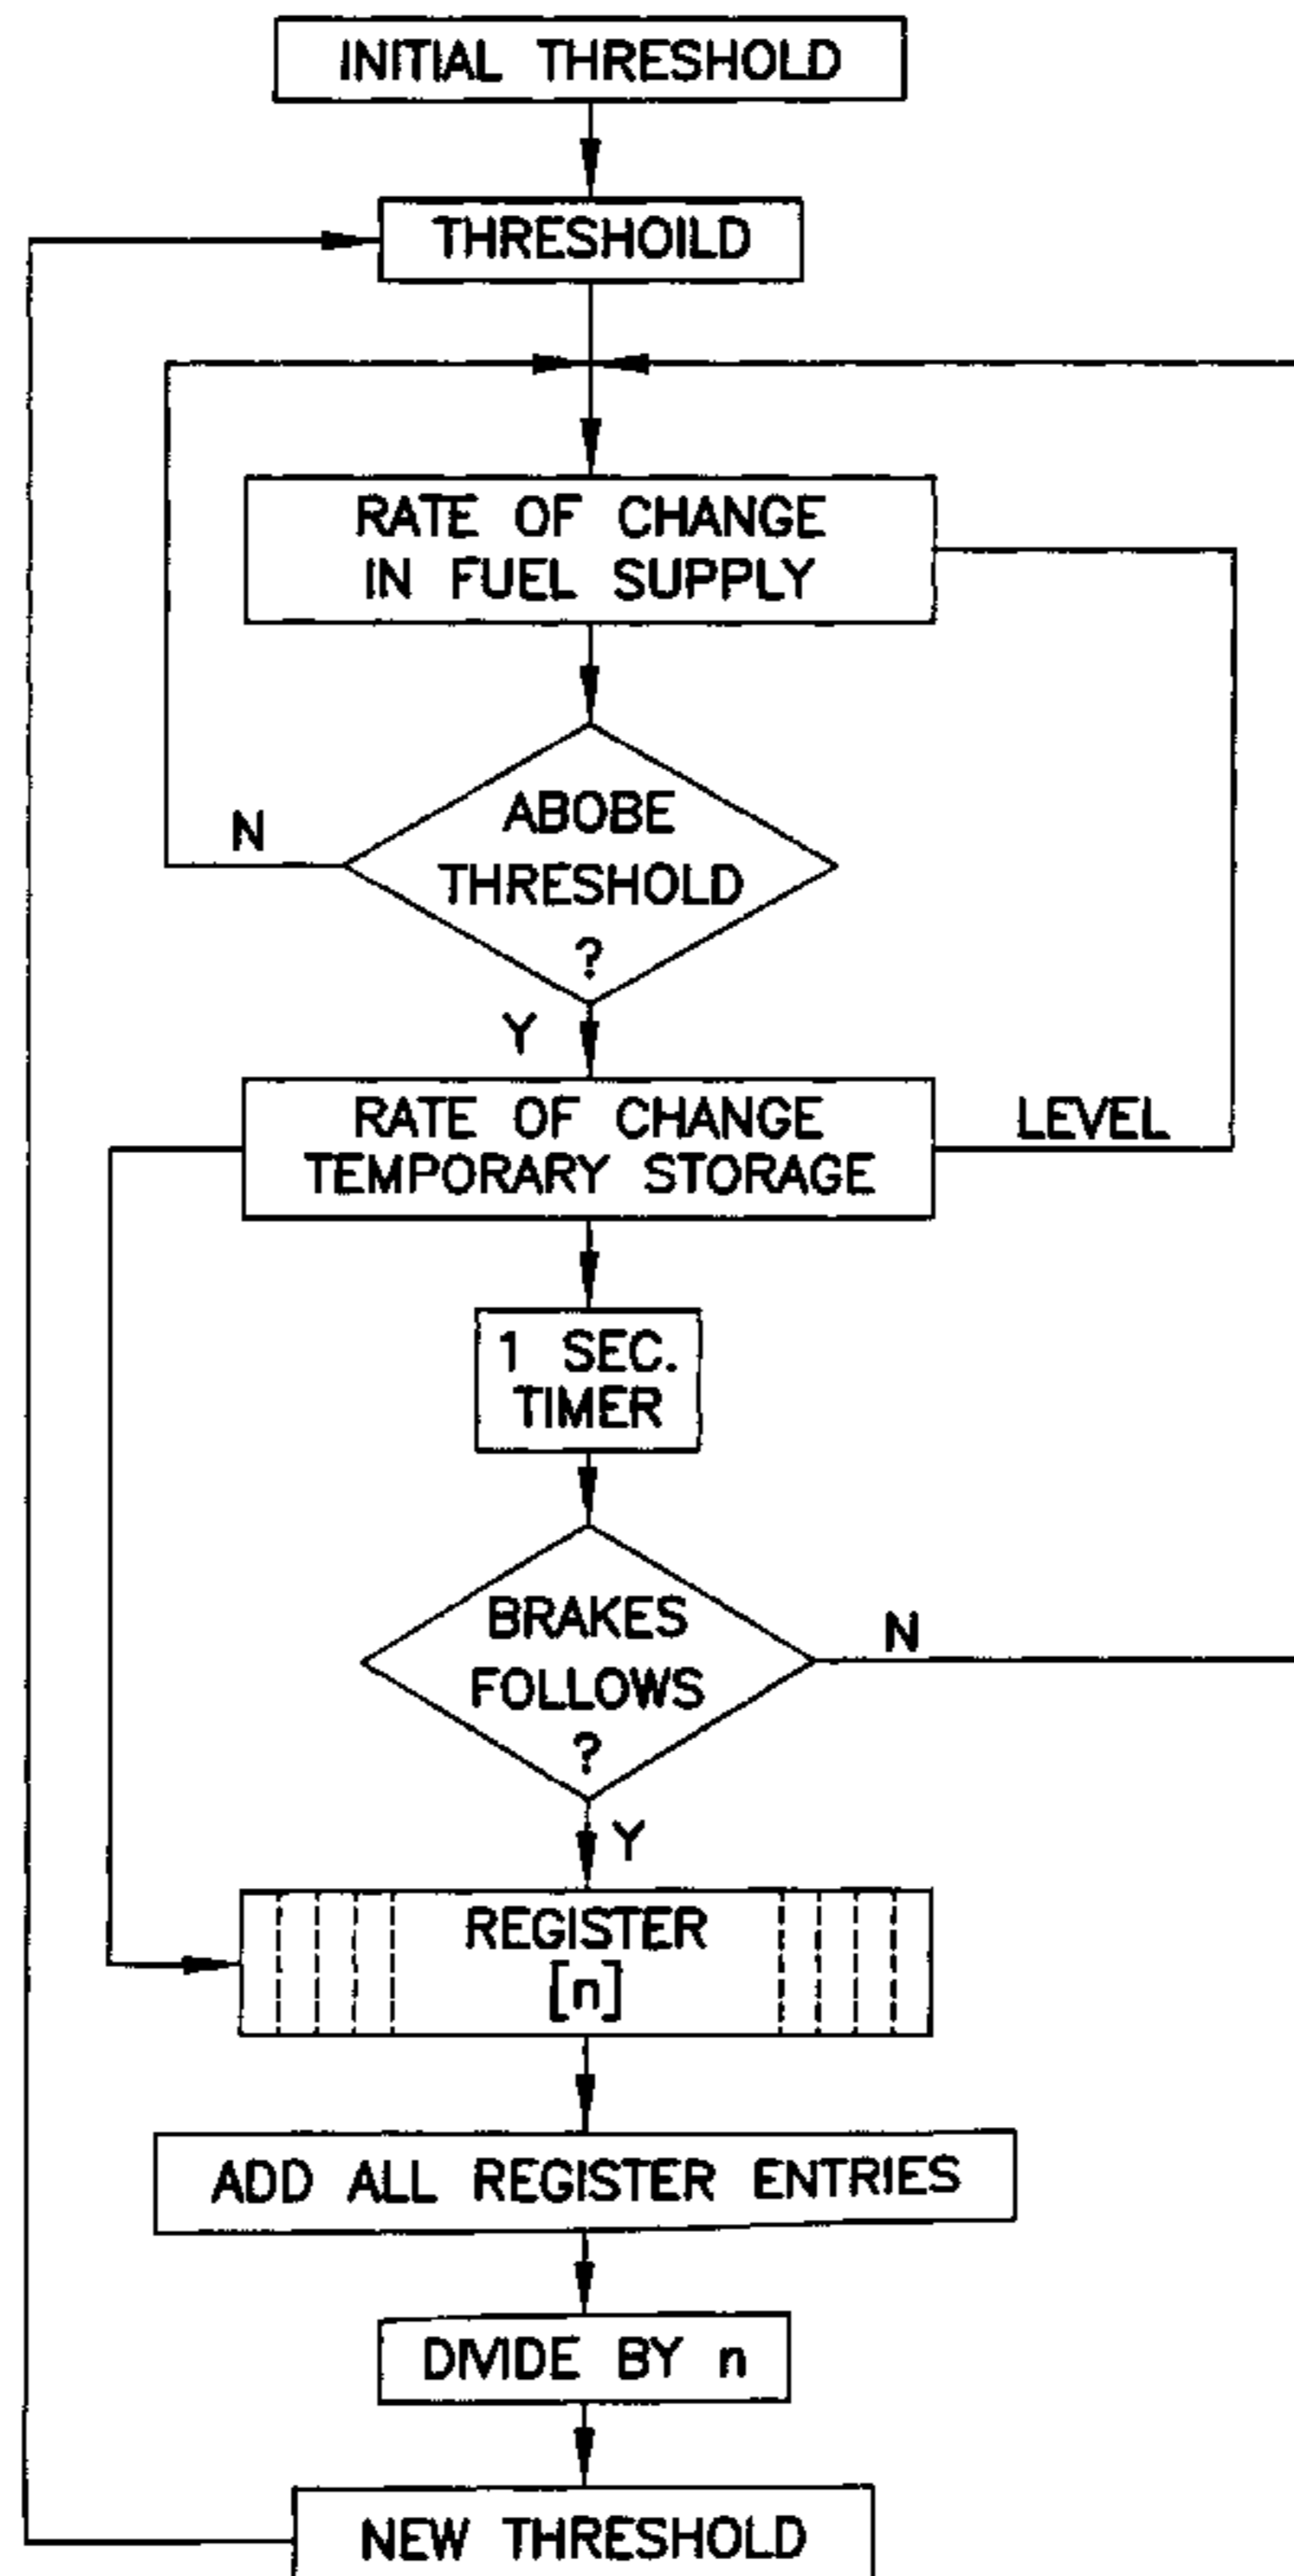 INITIAL THRESHOLD
THRESHOILD
RATE OF CHANGE
IN FUEL SUPPLY
ABOBE
THRESHOLD
?
N
Y
RATE OF CHANGE
TEMPORARY STORAGE
LEVEL
1 SEC.
TIMER
BRAKES
FOLLOWS
?
N
Y
REGISTER
[n]
ADD ALL REGISTER ENTRIES
DIVIDE BY n
NEW THRESHOLD